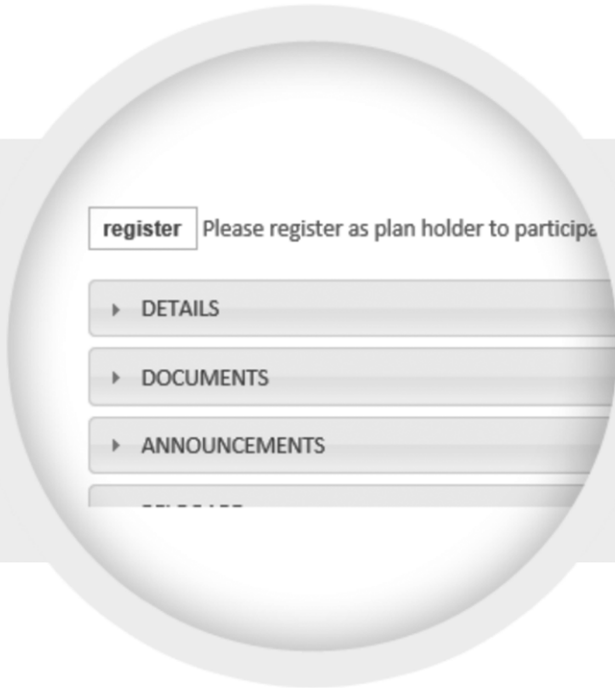 register Please register as plan holder to participa
DETAILS
DOCUMENTS
ANNOUNCEMENTS